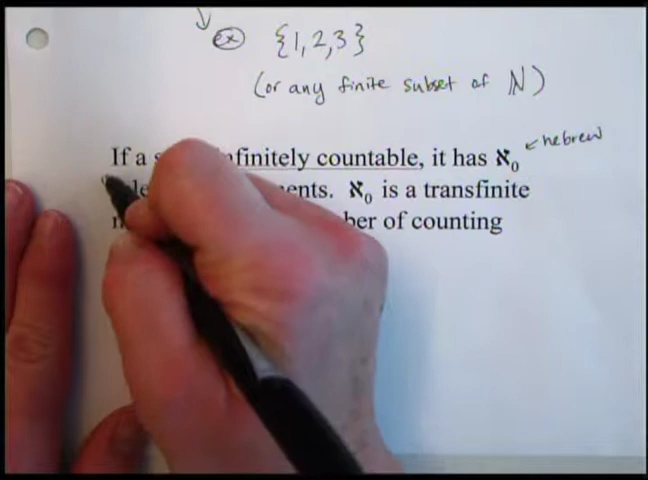 ex {1,2,3}
(or any finite subset of ℕ)
hebrew
If a finitely countable, it has ℵ₀
ents. ℵ₀ is a transfinite
ber of counting